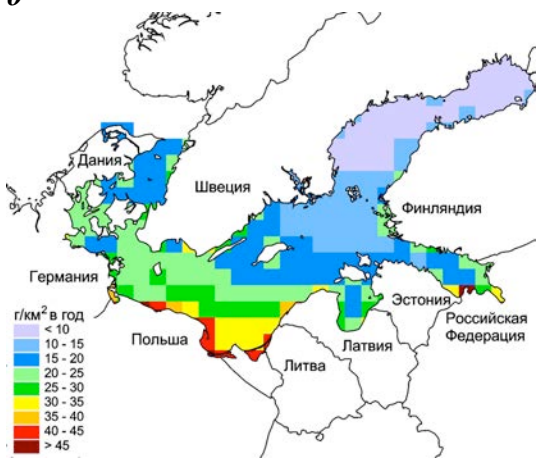 Дания
Швеция
Финляндия
Германия
Эстония
г/км² в год
Российская
Федерация
< 10
10 - 15
15 - 20
20 - 25
25 - 30
30 - 35
35 - 40
40 - 45
> 45
Польша
Латвия
Литва